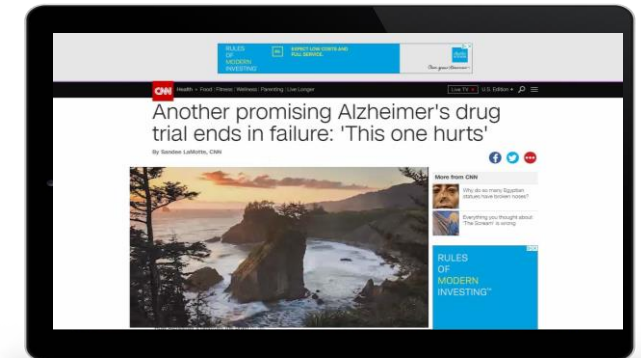 RULES
OF
MODERN
INVESTING
EXPECT LOW COSTS AND
FULL SERVICE.
CNN Health • Food | Fitness | Wellness | Parenting | Live Longer
Live TV U.S. Edition
Another promising Alzheimer's drug
trial ends in failure: 'This one hurts'
By Sandee LaMotte, CNN
More from CNN
Why do so many Egyptian
statues have broken noses?
Everything you thought about
'The Scream' is wrong
RULES
OF
MODERN
INVESTING™